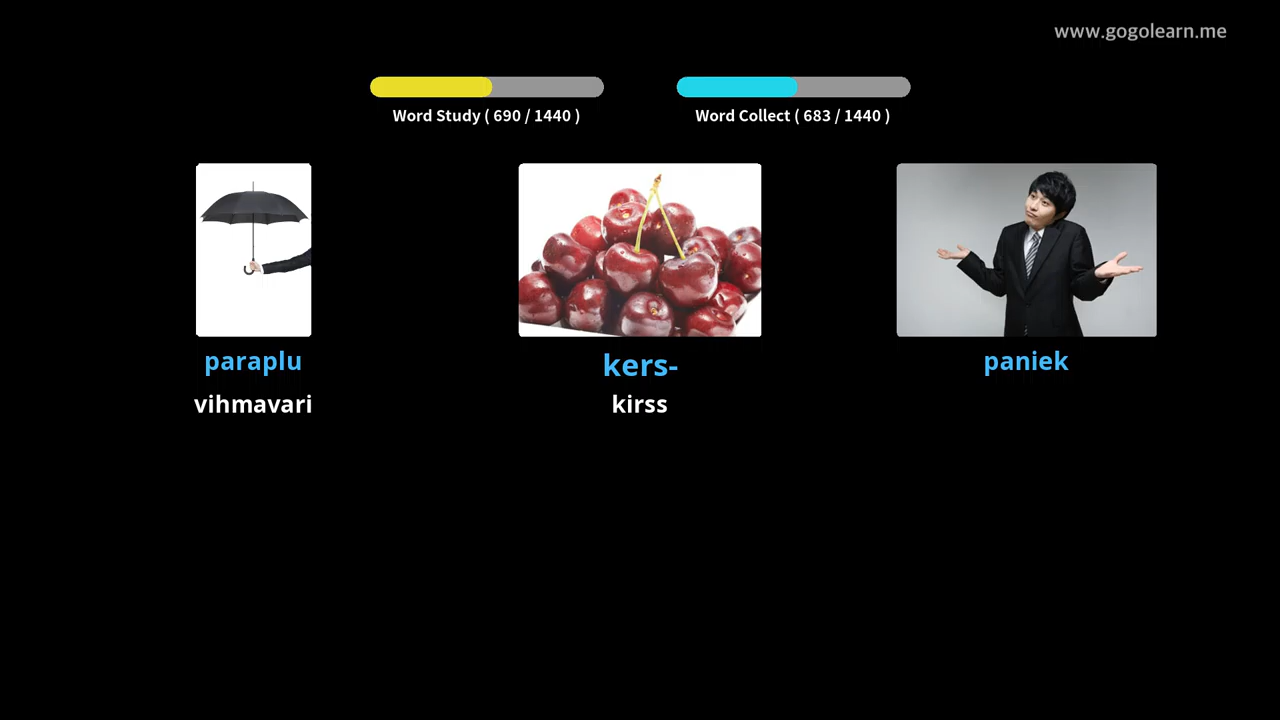 www.gogolearn.me
Word Study ( 690 / 1440 )
Word Collect ( 683 / 1440 )
paraplu
kers-
paniek
vihmavari
kirss